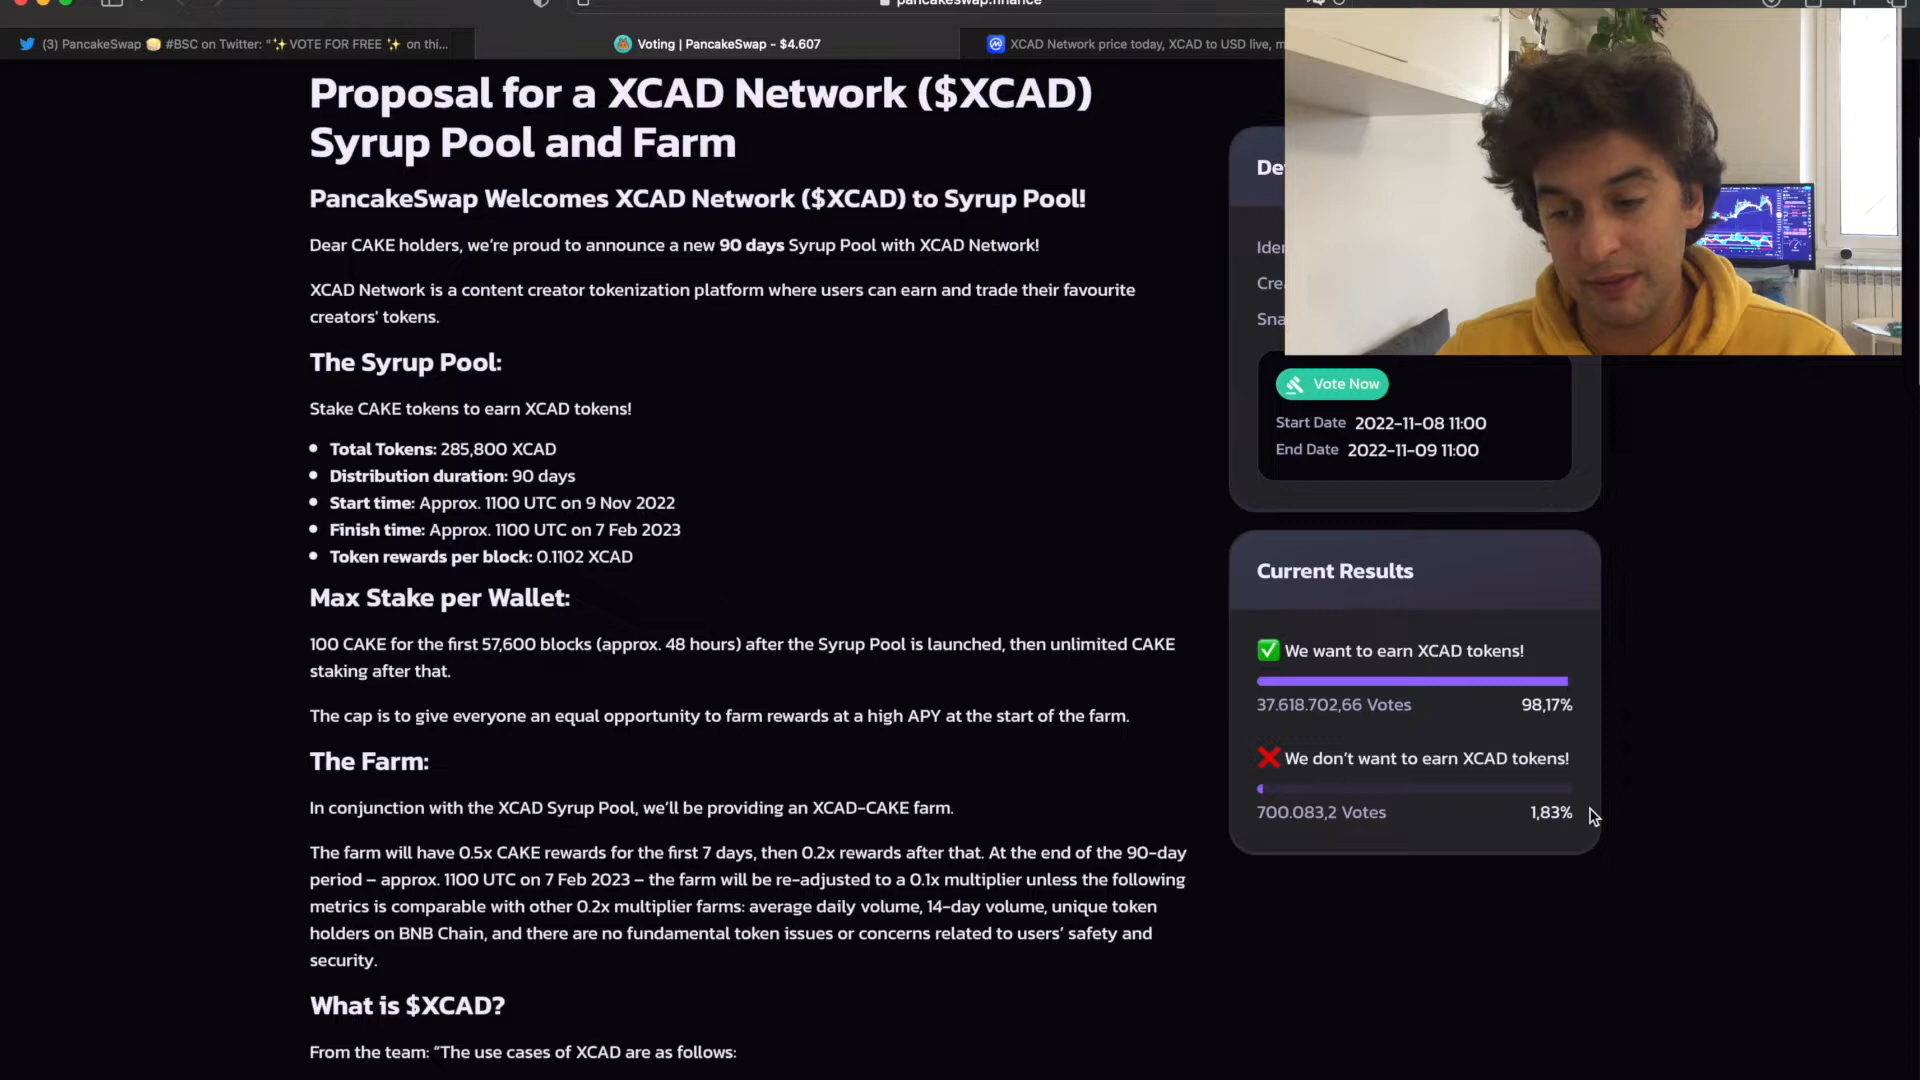 pancakeswap.finance
(3) PancakeSwap 🥞 #BSC on Twitter: "✨ VOTE FOR FREE ✨ on thi...
Voting | PancakeSwap - $4.607
XCAD Network price today, XCAD to USD live, m
Proposal for a XCAD Network ($XCAD)
Syrup Pool and Farm
PancakeSwap Welcomes XCAD Network ($XCAD) to Syrup Pool!
Dear CAKE holders, we're proud to announce a new 90 days Syrup Pool with XCAD Network!
XCAD Network is a content creator tokenization platform where users can earn and trade their favourite
creators' tokens.
The Syrup Pool:
Stake CAKE tokens to earn XCAD tokens!
Total Tokens: 285,800 XCAD
Distribution duration: 90 days
Start time: Approx. 1100 UTC on 9 Nov 2022
Finish time: Approx. 1100 UTC on 7 Feb 2023
Token rewards per block: 0.1102 XCAD
Max Stake per Wallet:
100 CAKE for the first 57,600 blocks (approx. 48 hours) after the Syrup Pool is launched, then unlimited CAKE
staking after that.
The cap is to give everyone an equal opportunity to farm rewards at a high APY at the start of the farm.
The Farm:
In conjunction with the XCAD Syrup Pool, we'll be providing an XCAD-CAKE farm.
The farm will have 0.5x CAKE rewards for the first 7 days, then 0.2x rewards after that. At the end of the 90-day
period – approx. 1100 UTC on 7 Feb 2023 – the farm will be re-adjusted to a 0.1x multiplier unless the following
metrics is comparable with other 0.2x multiplier farms: average daily volume, 14-day volume, unique token
holders on BNB Chain, and there are no fundamental token issues or concerns related to users' safety and
security.
What is $XCAD?
From the team: "The use cases of XCAD are as follows:
De
Iden
Crea
Sna
Vote Now
Start Date 2022-11-08 11:00
End Date 2022-11-09 11:00
Current Results
✅ We want to earn XCAD tokens!
37.618.702,66 Votes 98,17%
❌ We don't want to earn XCAD tokens!
700.083,2 Votes 1,83%